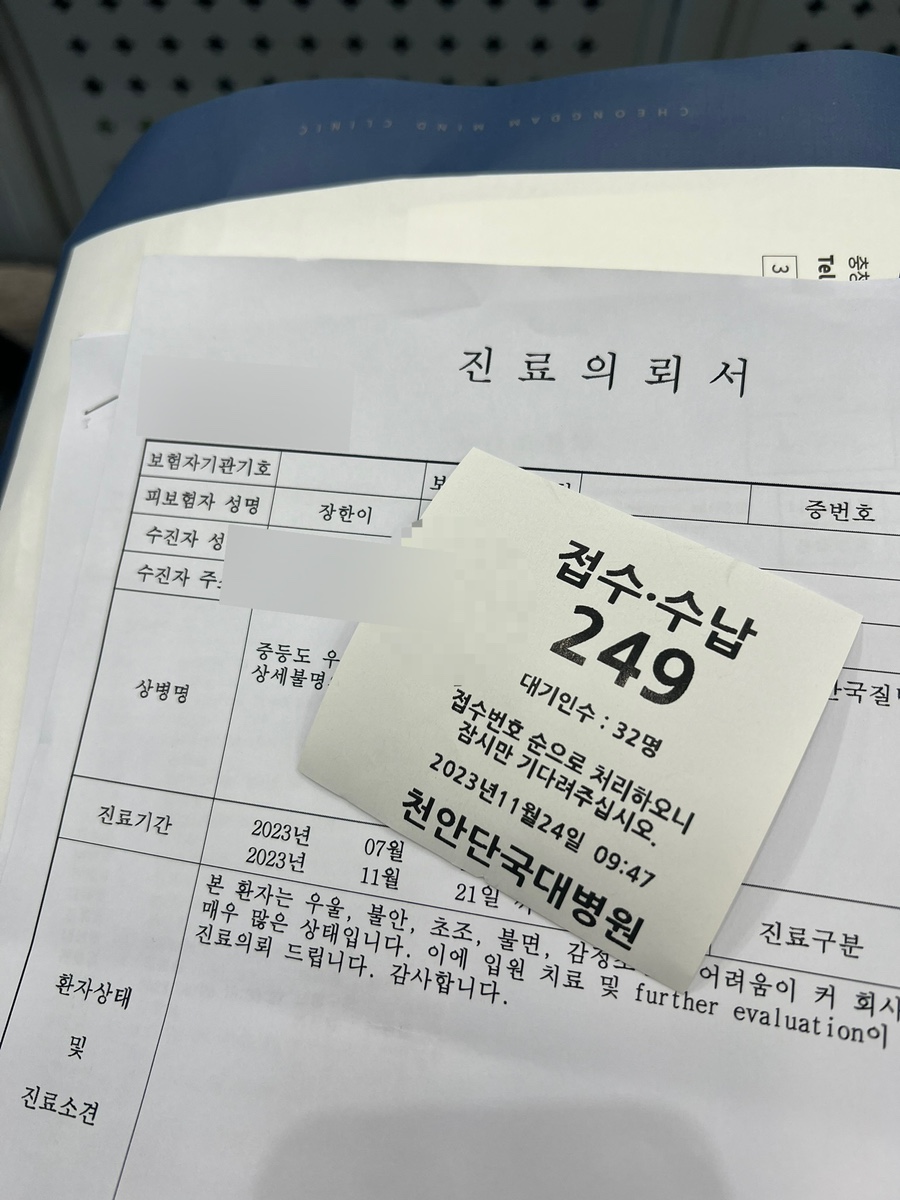 CHEONGDAM MIND CLINIC
3
Tel
충청
진료의뢰서
보험자기관기호
피보험자 성명 장한이 증번호
수진자
수진자
상병명
중등도
상세불명
접수·수납
249
대기인수 : 32명
접수번호 순으로 처리하오니
잠시만 기다려주십시오.
2023년11월24일 09:47
천안단국대병원
진료기간
2023년 07월
2023년 11월 21일
진료구분
환자상태
및
진료소견
본 환자는 우울, 불안, 초조, 불면, 어려움이 커 회사
매우 많은 상태입니다. 이에 입원 치료 및 further evaluation이
진료의뢰 드립니다. 감사합니다.